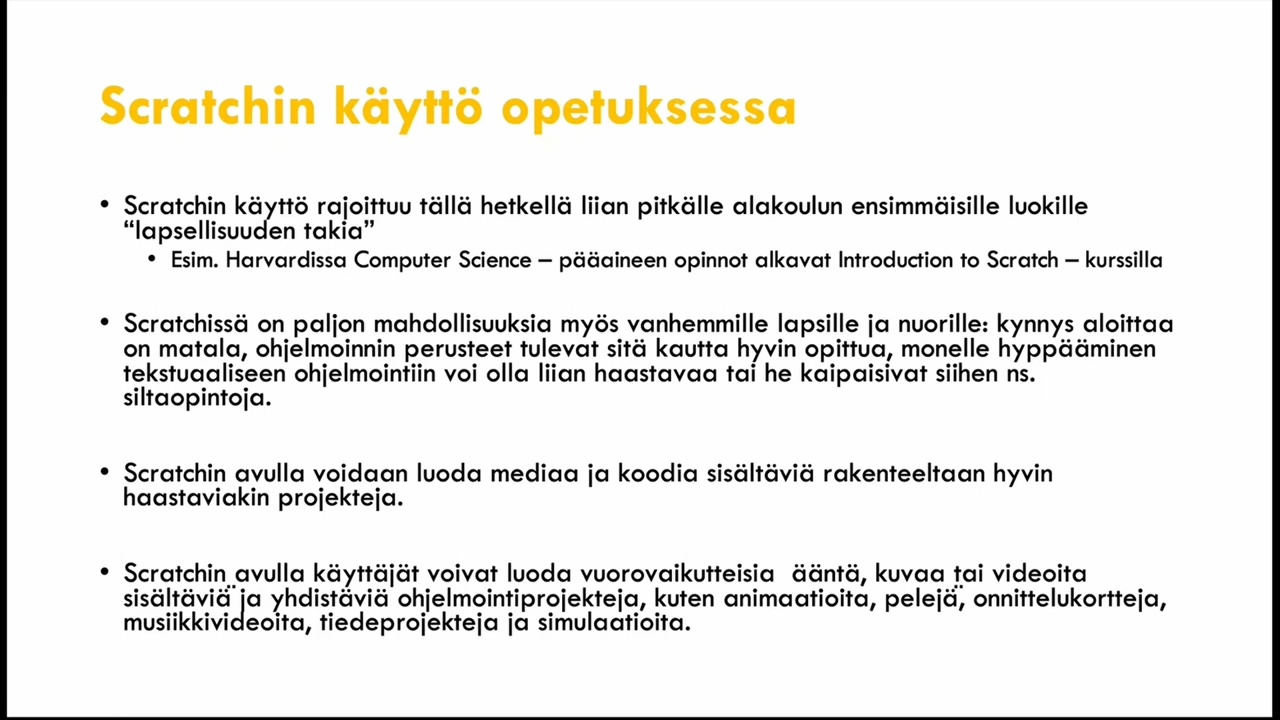 Scratchin käyttö opetuksessa
• Scratchin käyttö rajoittuu tällä hetkellä liian pitkälle alakoulun ensimmäisille luokille
“lapsellisuuden takia”
• Esim. Harvardissa Computer Science – pääaineen opinnot alkavat Introduction to Scratch – kurssilla
• Scratchissä on paljon mahdollisuuksia myös vanhemmille lapsille ja nuorille: kynnys aloittaa
on matala, ohjelmoinnin perusteet tulevat sitä kautta hyvin opittua, monelle hyppääminen
tekstuaaliseen ohjelmointiin voi olla liian haastavaa tai he kaipaisivat siihen ns.
siltaopintoja.
• Scratchin avulla voidaan luoda mediaa ja koodia sisältäviä rakenteeltaan hyvin
haastaviakin projekteja.
• Scratchin avulla käyttäjät voivat luoda vuorovaikutteisia  ääntä, kuvaa tai videoita
sisältäviä ja yhdistäviä ohjelmointiprojekteja, kuten animaatioita, pelejä, onnittelukortteja,
musiikkivideoita, tiedeprojekteja ja simulaatioita.